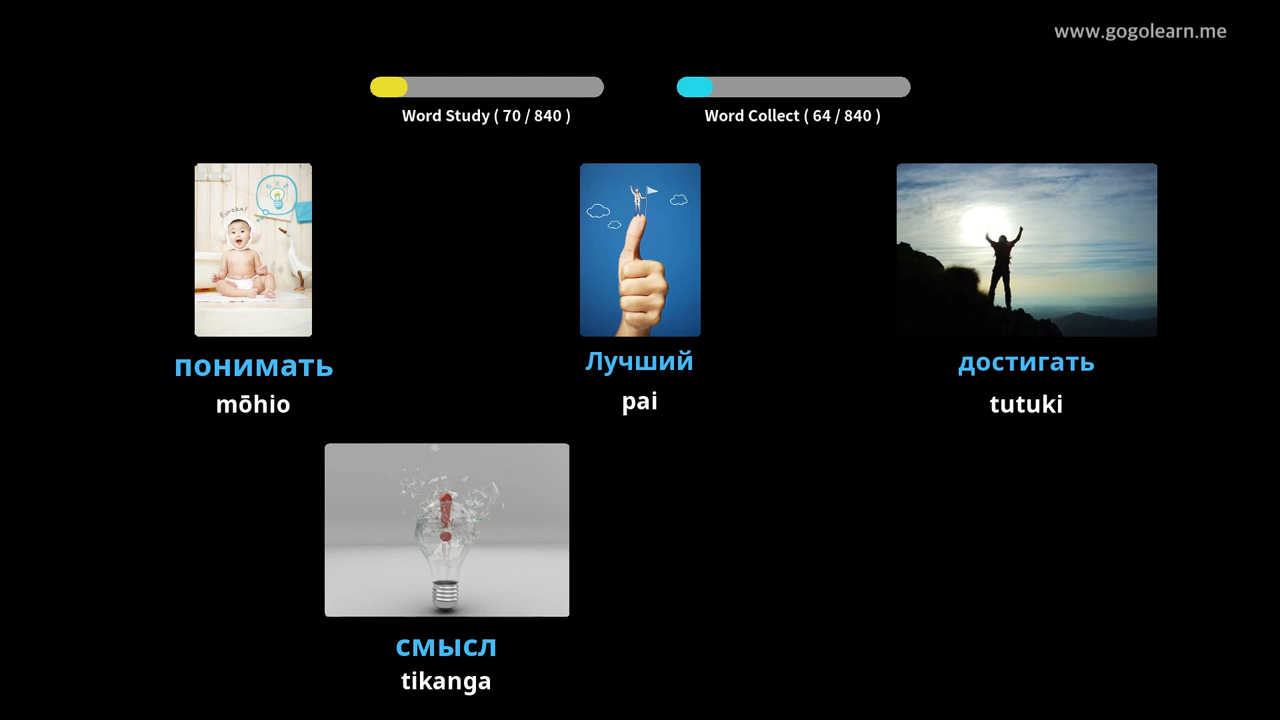 www.gogolearn.me
Word Study ( 70 / 840 )
Word Collect ( 64 / 840 )
Eureka!
понимать
mōhio
Лучший
pai
достигать
tutuki
смысл
tikanga